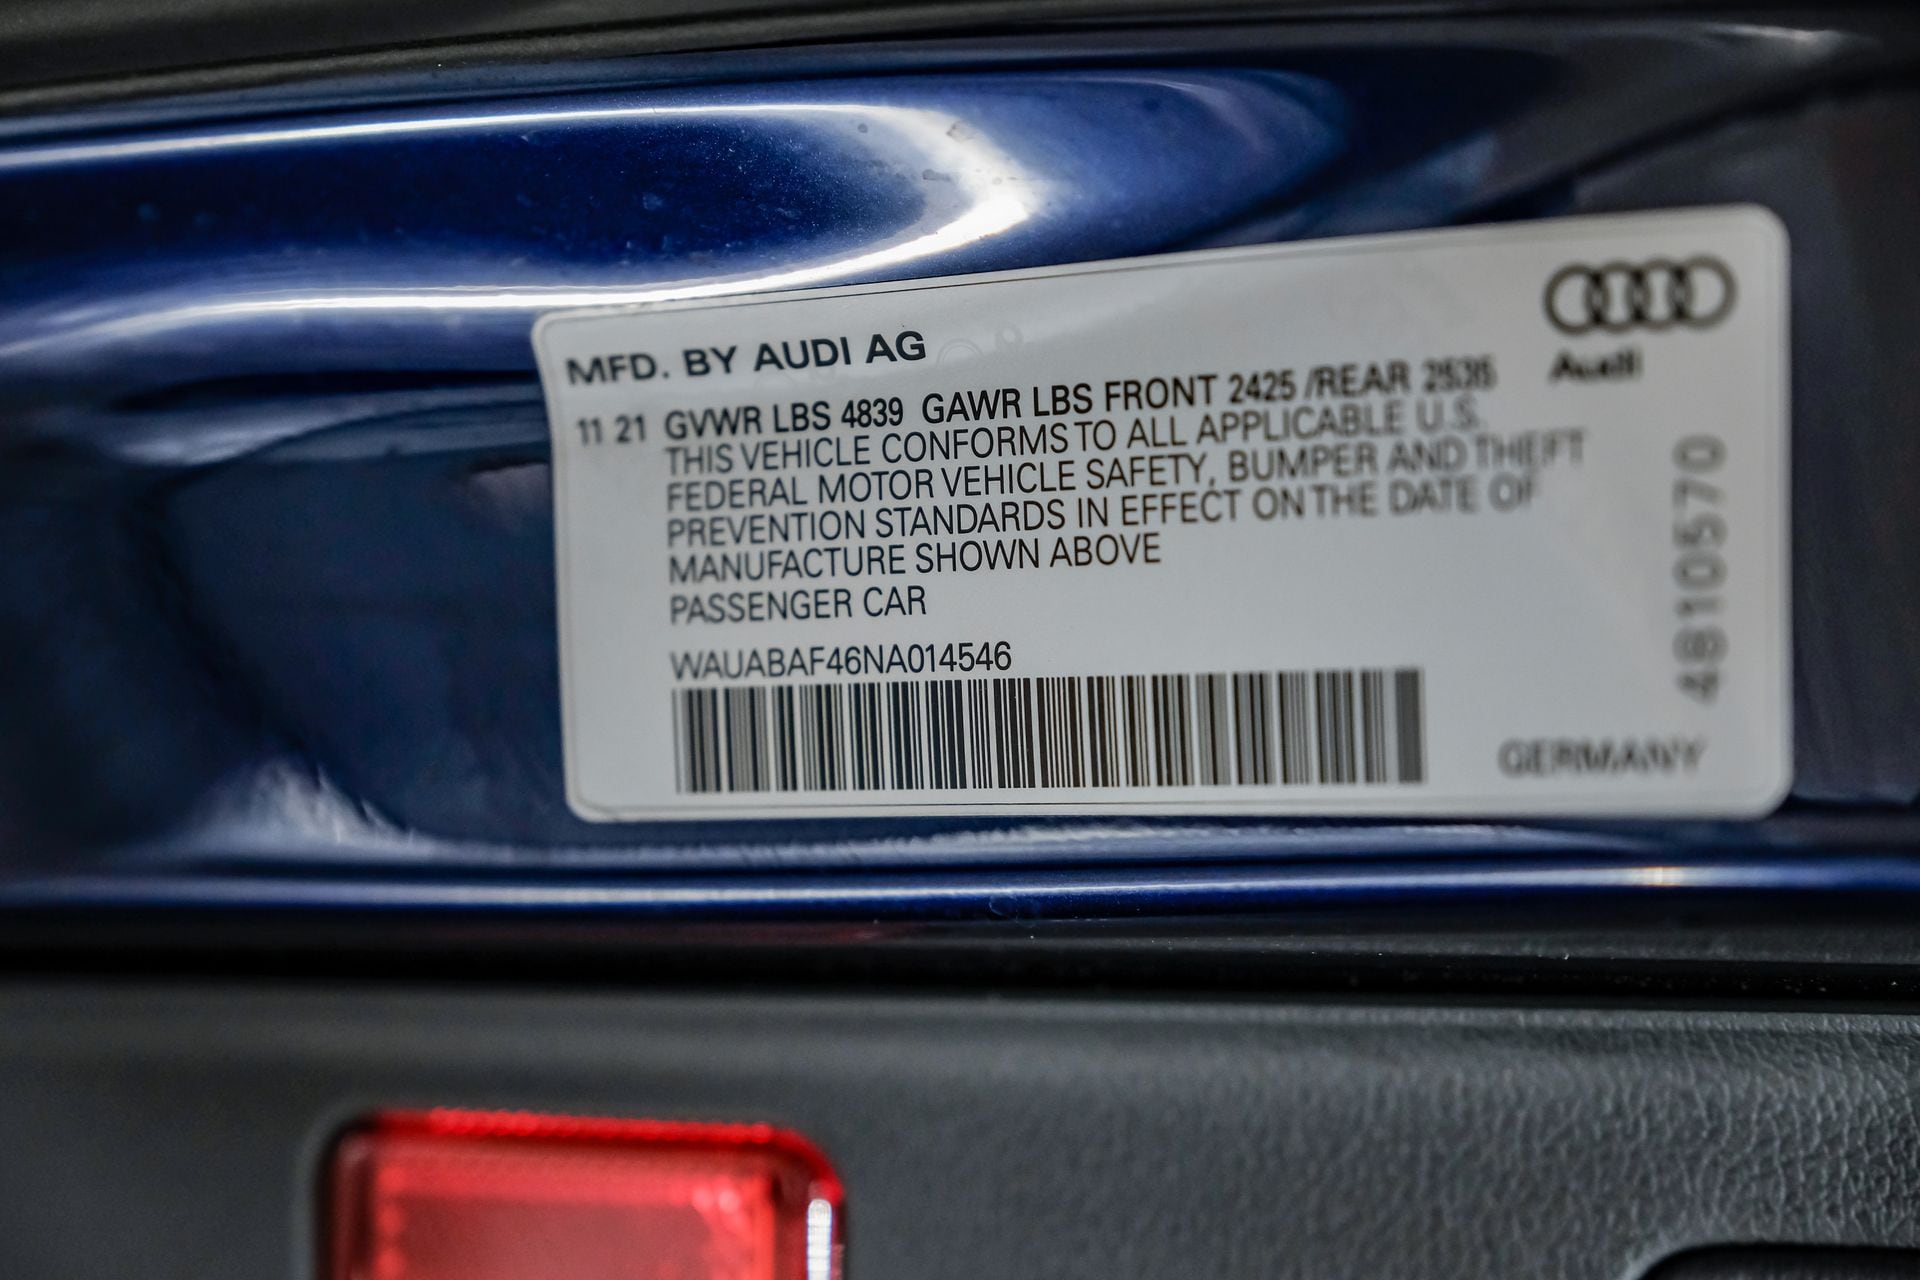 MFD. BY AUDI AG
Audi
11 21 GVWR LBS 4839 GAWR LBS FRONT 2425 /REAR 2535
THIS VEHICLE CONFORMS TO ALL APPLICABLE U.S.
FEDERAL MOTOR VEHICLE SAFETY, BUMPER AND THEFT
PREVENTION STANDARDS IN EFFECT ON THE DATE OF
MANUFACTURE SHOWN ABOVE
PASSENGER CAR
WAUABAF46NA014546
GERMANY
4810570